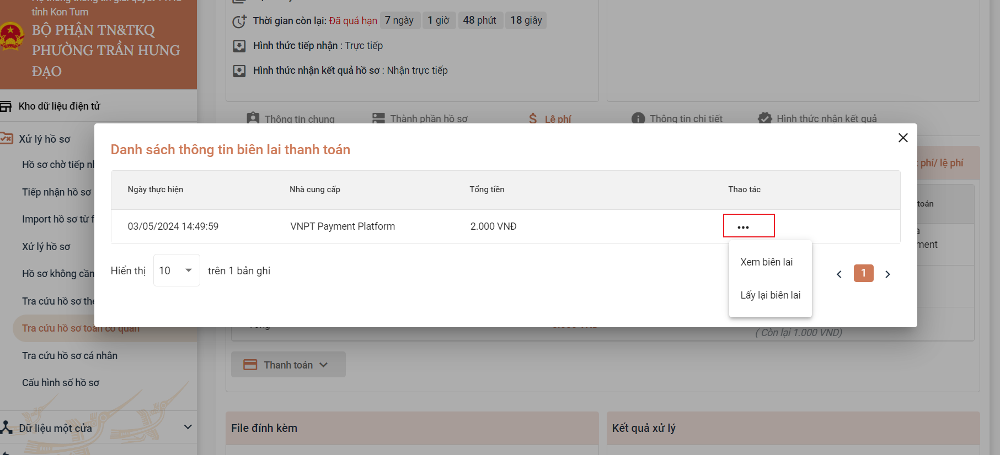 tỉnh Kon Tum
BỘ PHẬN TN&TKQ
PHƯỜNG TRẦN HƯNG
ĐẠO
Kho dữ liệu điện tử
Xử lý hồ sơ
Hồ sơ chờ tiếp
Tiếp nhận hồ sơ
Import hồ sơ từ
Xử lý hồ sơ
Hồ sơ không cần
Tra cứu hồ sơ
Tra cứu hồ sơ toàn cơ quan
Tra cứu hồ sơ cá nhân
Cấu hình số hồ sơ
Dữ liệu một cửa
Thời gian còn lại: Đã quá hạn 7 ngày 1 giờ 48 phút 18 giây
Hình thức tiếp nhận : Trực tiếp
Hình thức nhận kết quả hồ sơ : Nhận trực tiếp
Thông tin chung Thành phần hồ sơ Lệ phí Thông tin chi tiết Hình thức nhận kết quả
phí/ lệ phí
toán
Danh sách thông tin biên lai thanh toán
Ngày thực hiện Nhà cung cấp Tổng tiền Thao tác
03/05/2024 14:49:59 VNPT Payment Platform 2.000 VNĐ
Xem biên lai
Lấy lại biên lai
Hiển thị 10 trên 1 bản ghi
1
( Còn lại 1.000 VND)
Thanh toán
File đính kèm
Kết quả xử lý